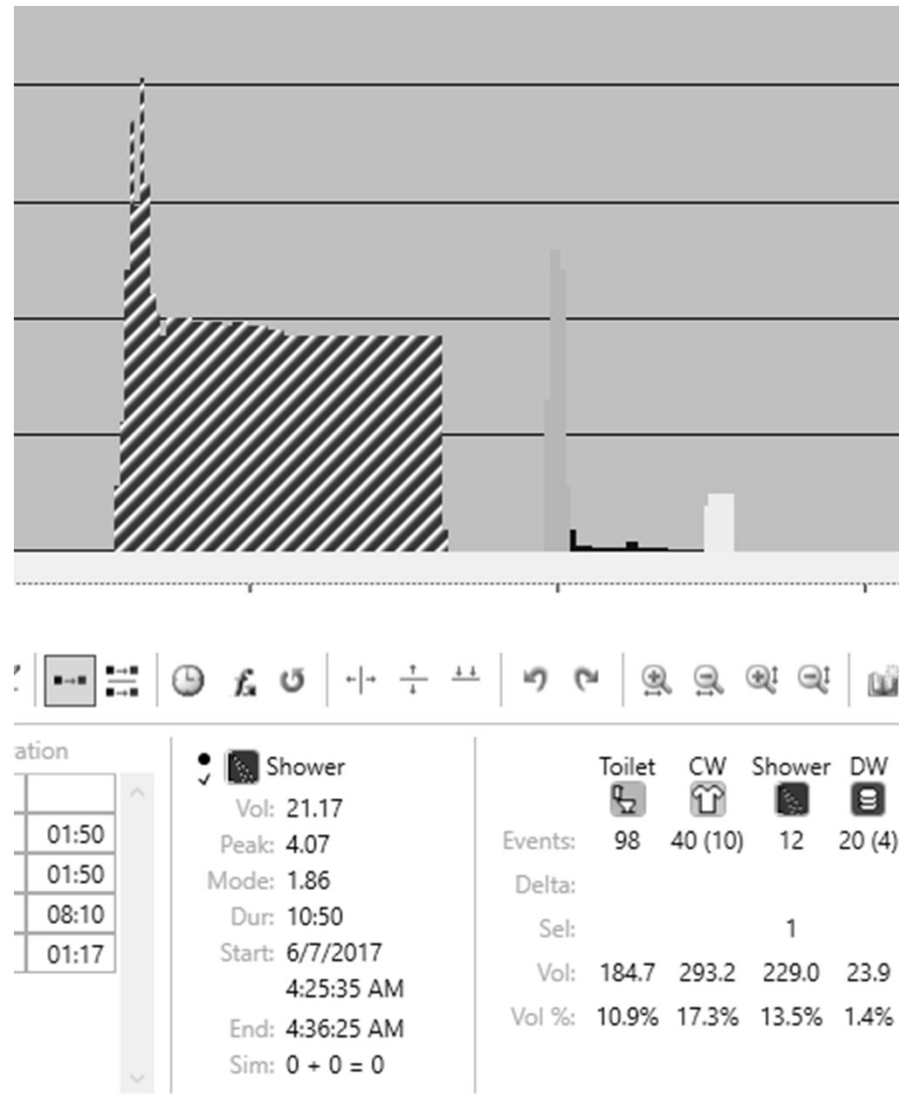 ation
01:50
01:50
08:10
01:17
Shower
Vol: 21.17
Peak: 4.07
Mode: 1.86
Dur: 10:50
Start: 6/7/2017
4:25:35 AM
End: 4:36:25 AM
Sim: 0 + 0 = 0
Toilet CW Shower DW
Events: 98 40 (10) 12 20 (4)
Delta:
Sel: 1
Vol: 184.7 293.2 229.0 23.9
Vol %: 10.9% 17.3% 13.5% 1.4%